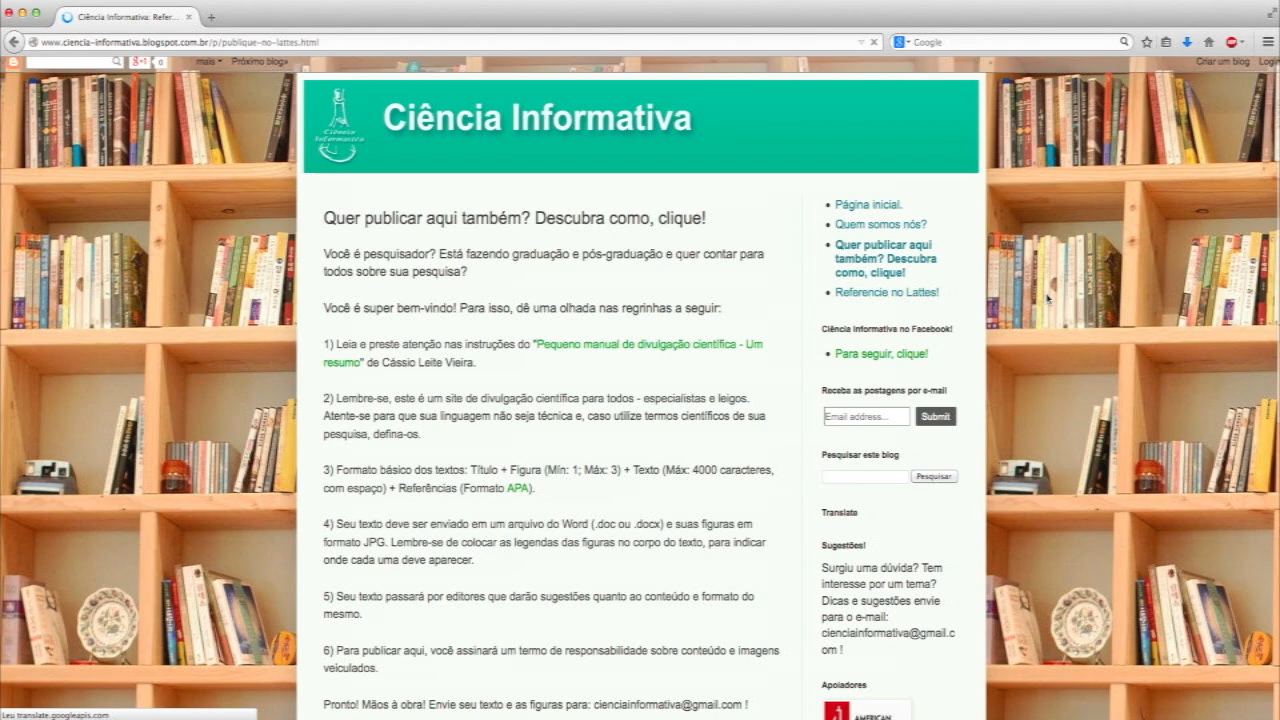 Ciência Informativa: Refer...
www.ciencia-informativa.blogspot.com.br/p/publique-no-lattes.html
Google
mais
Próximo blog»
Criar um blog
Login
g+1
0
Ciência
Informativa
Ciência Informativa
Quer publicar aqui também? Descubra como, clique!
Você é pesquisador? Está fazendo graduação e pós-graduação e quer contar para
todos sobre sua pesquisa?
Você é super bem-vindo! Para isso, dê uma olhada nas regrinhas a seguir:
1) Leia e preste atenção nas instruções do "Pequeno manual de divulgação científica - Um
resumo" de Cássio Leite Vieira.
2) Lembre-se, este é um site de divulgação científica para todos - especialistas e leigos.
Atente-se para que sua linguagem não seja técnica e, caso utilize termos científicos de sua
pesquisa, defina-os.
3) Formato básico dos textos: Título + Figura (Mín: 1; Máx: 3) + Texto (Máx: 4000 caracteres,
com espaço) + Referências (Formato APA).
4) Seu texto deve ser enviado em um arquivo do Word (.doc ou .docx) e suas figuras em
formato JPG. Lembre-se de colocar as legendas das figuras no corpo do texto, para indicar
onde cada uma deve aparecer.
5) Seu texto passará por editores que darão sugestões quanto ao conteúdo e formato do
mesmo.
6) Para publicar aqui, você assinará um termo de responsabilidade sobre conteúdo e imagens
veiculados.
Pronto! Mãos à obra! Envie seu texto e as figuras para: cienciainformativa@gmail.com !
Página inicial.
Quem somos nós?
Quer publicar aqui
também? Descubra
como, clique!
Referencie no Lattes!
Ciência Informativa no Facebook!
Para seguir, clique!
Receba as postagens por e-mail
Email address...
Submit
Pesquisar este blog
Pesquisar
Translate
Sugestões!
Surgiu uma dúvida? Tem
interesse por um tema?
Dicas e sugestões envie
para o e-mail:
cienciainformativa@gmail.c
om !
Apoiadores
AMERICAN
Leu translate.googleapis.com